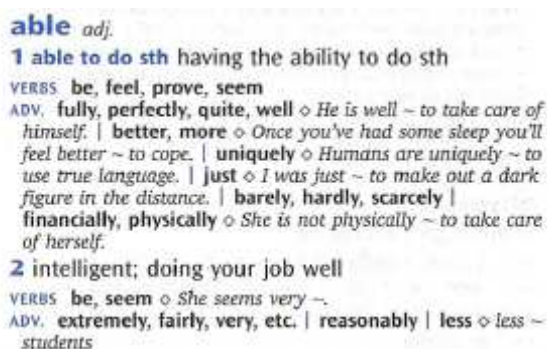 able adj.
1 able to do sth having the ability to do sth
VERBS be, feel, prove, seem
ADV. fully, perfectly, quite, well ◇ He is well ~ to take care of
himself. | better, more ◇ Once you've had some sleep you'll
feel better ~ to cope. | uniquely ◇ Humans are uniquely ~ to
use true language. | just ◇ I was just ~ to make out a dark
figure in the distance. | barely, hardly, scarcely |
financially, physically ◇ She is not physically ~ to take care
of herself.
2 intelligent; doing your job well
VERBS be, seem ◇ She seems very ~.
ADV. extremely, fairly, very, etc. | reasonably | less ◇ less ~
students